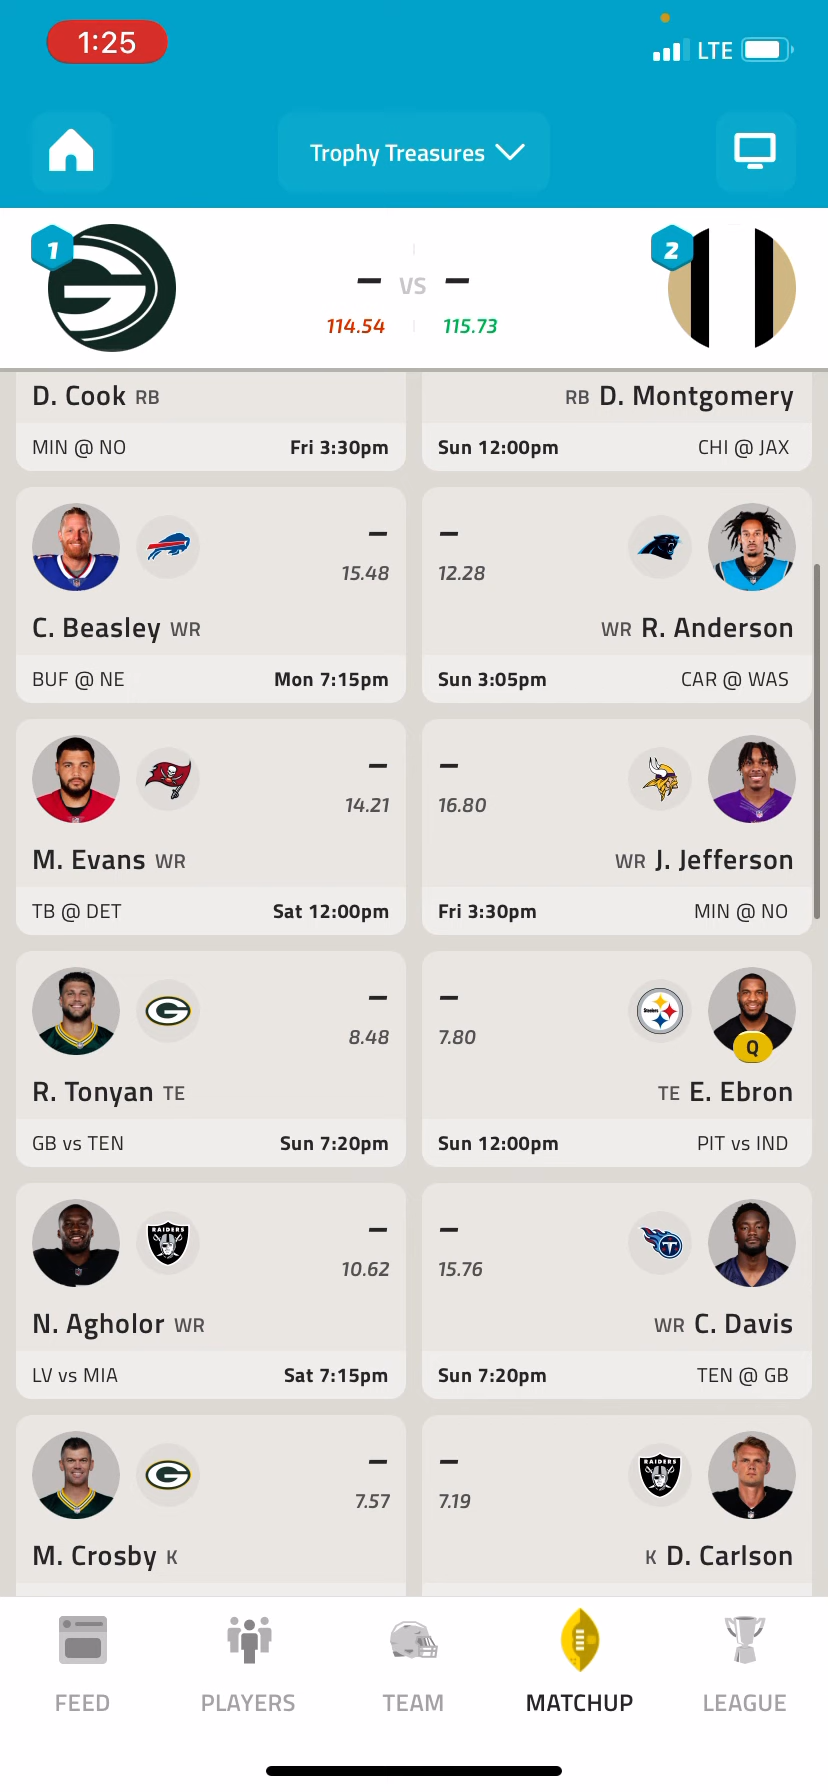 1:25
LTE
Trophy Treasures
1
2
– VS –
114.54
115.73
D. Cook RB
RB D. Montgomery
MIN @ NO
Fri 3:30pm
Sun 12:00pm
CHI @ JAX
–
–
15.48
12.28
C. Beasley WR
WR R. Anderson
BUF @ NE
Mon 7:15pm
Sun 3:05pm
CAR @ WAS
–
–
14.21
16.80
M. Evans WR
WR J. Jefferson
TB @ DET
Sat 12:00pm
Fri 3:30pm
MIN @ NO
G
Steelers
–
–
8.48
7.80
Q
R. Tonyan TE
TE E. Ebron
GB vs TEN
Sun 7:20pm
Sun 12:00pm
PIT vs IND
RAIDERS
T
–
–
10.62
15.76
N. Agholor WR
WR C. Davis
LV vs MIA
Sat 7:15pm
Sun 7:20pm
TEN @ GB
G
RAIDERS
–
–
7.57
7.19
M. Crosby K
K D. Carlson
FEED
PLAYERS
TEAM
MATCHUP
LEAGUE